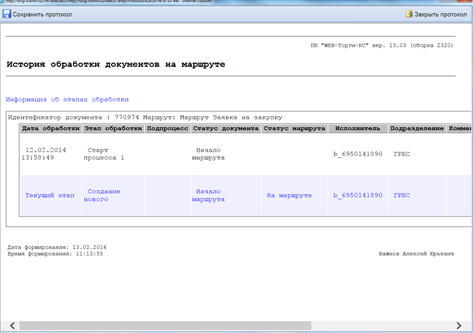 Сохранить протокол
Закрыть протокол
ПК "WEB-Торги-КС" вер. 13.03 (сборка 2320)
История обработки документов на маршруте
Информация об этапах обработки
Идентификатор документа : 770974 Маршрут: Маршрут Заявка на закупку
Дата обработки Этап обработки Подпроцесс Статус документа Статус маршрута Исполнитель Подразделение Коммен
12.02.2014 13:58:49 Старт процесса 1 Начало маршрута b_6950141890 ГРБС
Текущий этап Создание нового Начало маршрута На маршруте b_6950141890 ГРБС
Дата формирования: 13.02.2014
Время формирования: 11:13:55 Важнов Алексей Юрьевич